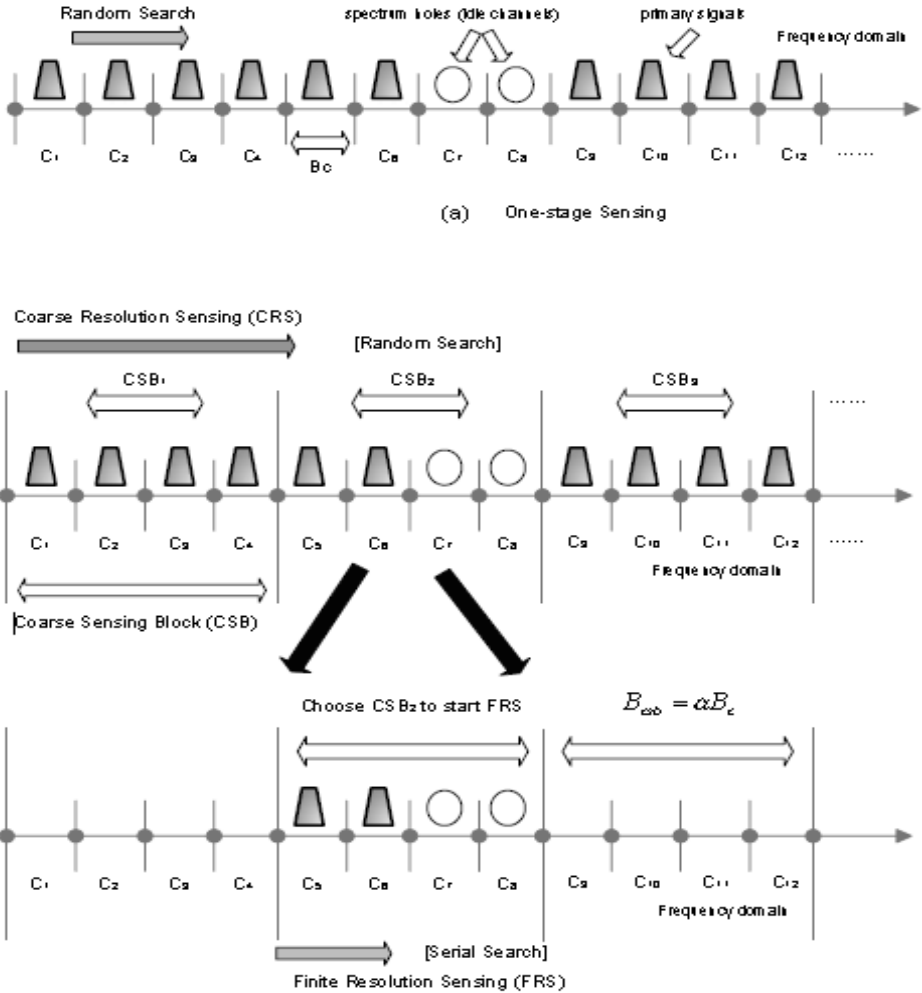 Random Search
spectrum holes (idle channels)
primary signals
Frequency domain
C₁ C₂ C₃ C₄ Bc C₆ C₇ C₈ C₉ C₁₀ C₁₁ C₁₂ ......
(a) One-stage Sensing
Coarse Resolution Sensing (CRS)
[Random Search]
CSB₁ CSB₂ CSB₃ ......
C₁ C₂ C₃ C₄ C₅ C₆ C₇ C₈ C₉ C₁₀ C₁₁ C₁₂ ......
Frequency domain
Coarse Sensing Block (CSB)
Choose CSB₂ to start FRS
B_csb = αB_c
C₁ C₂ C₃ C₄ C₅ C₆ C₇ C₈ C₉ C₁₀ C₁₁ C₁₂
Frequency domain
[Serial Search]
Finite Resolution Sensing (FRS)